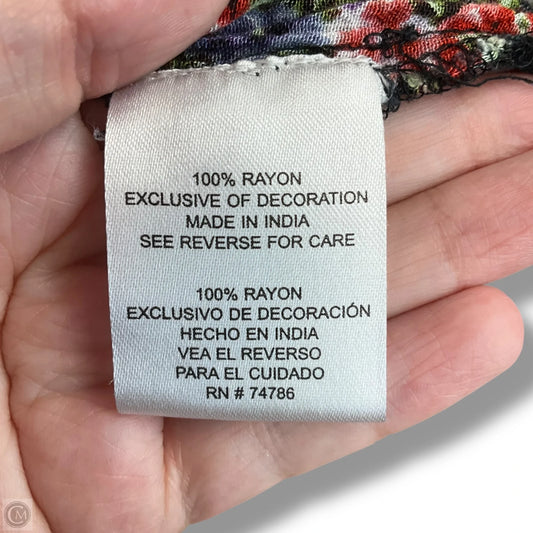 100% RAYON
EXCLUSIVE OF DECORATION
MADE IN INDIA
SEE REVERSE FOR CARE
100% RAYON
EXCLUSIVO DE DECORACIÓN
HECHO EN INDIA
VEA EL REVERSO
PARA EL CUIDADO
RN # 74786